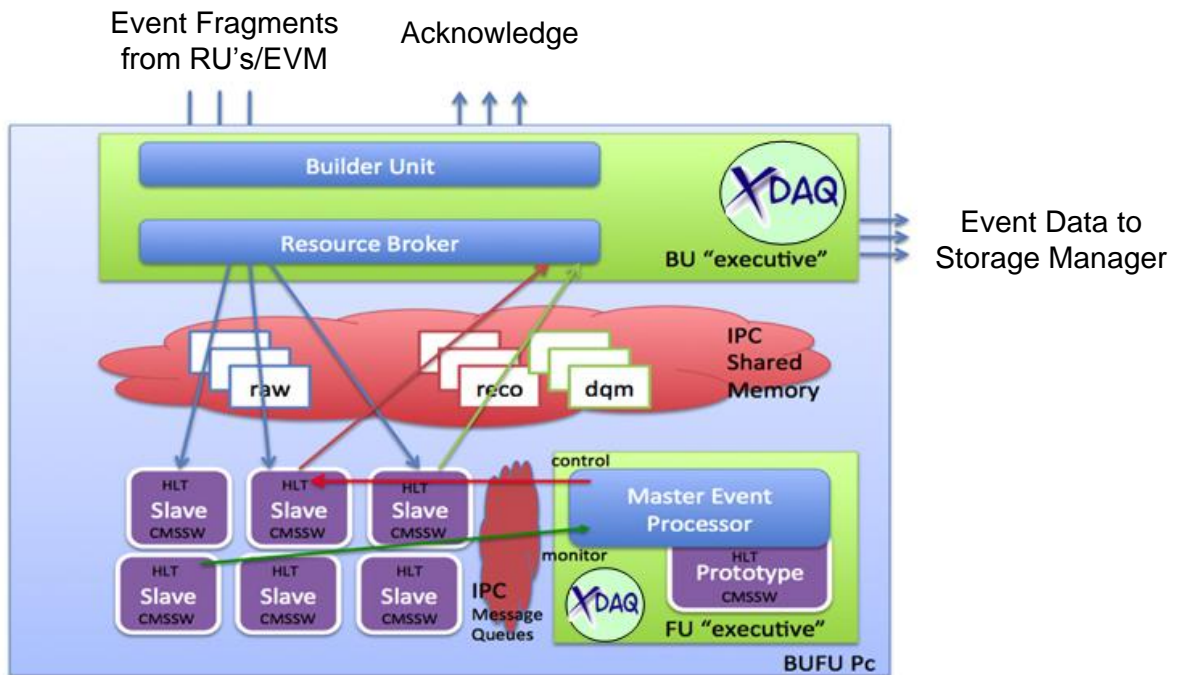 Event Fragments
from RU's/EVM
Acknowledge
Builder Unit
XDAQ
Resource Broker
BU "executive"
Event Data to
Storage Manager
IPC
Shared
Memory
raw
reco
dqm
control
HLT
Slave
CMSSW
HLT
Slave
CMSSW
HLT
Slave
CMSSW
Master Event
Processor
monitor
HLT
Slave
CMSSW
HLT
Slave
CMSSW
HLT
Slave
CMSSW
IPC
Message
Queues
HLT
Prototype
CMSSW
XDAQ
FU "executive"
BUFU Pc